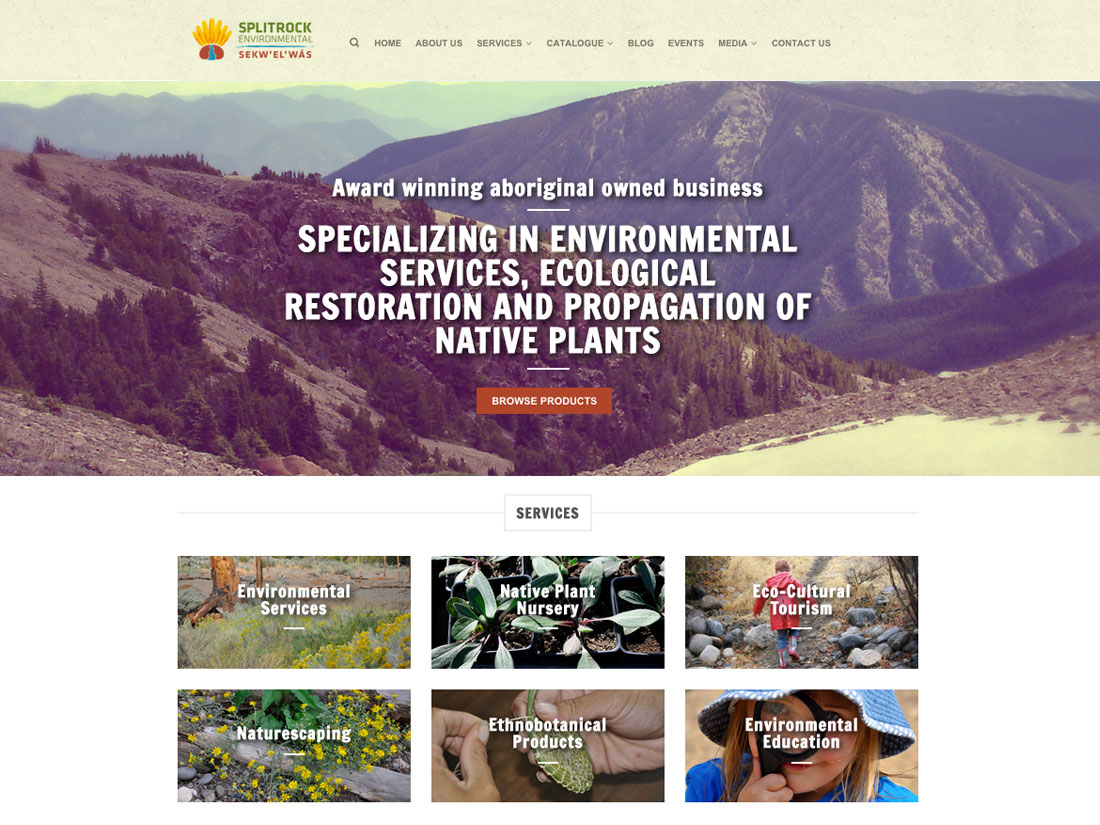 SPLITROCK
ENVIRONMENTAL
SEKW'EL'WÁS
HOME ABOUT US SERVICES CATALOGUE BLOG EVENTS MEDIA CONTACT US
Award winning aboriginal owned business
SPECIALIZING IN ENVIRONMENTAL
SERVICES, ECOLOGICAL
RESTORATION AND PROPAGATION OF
NATIVE PLANTS
BROWSE PRODUCTS
SERVICES
Environmental
Services
Native Plant
Nursery
Eco-Cultural
Tourism
Naturescaping
Ethnobotanical
Products
Environmental
Education